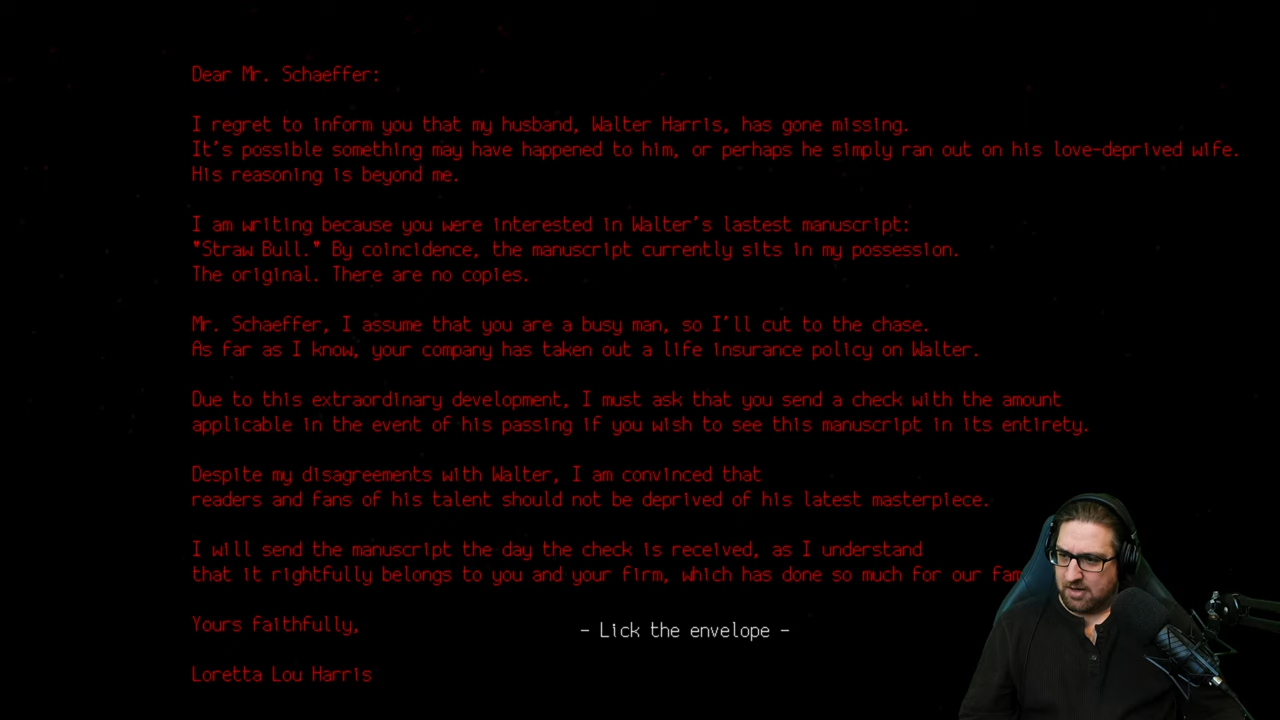 Dear Mr. Schaeffer:
I regret to inform you that my husband, Walter Harris, has gone missing.
It's possible something may have happened to him, or perhaps he simply ran out on his love-deprived wife.
His reasoning is beyond me.
I am writing because you were interested in Walter's lastest manuscript:
"Straw Bull." By coincidence, the manuscript currently sits in my possession.
The original. There are no copies.
Mr. Schaeffer, I assume that you are a busy man, so I'll cut to the chase.
As far as I know, your company has taken out a life insurance policy on Walter.
Due to this extraordinary development, I must ask that you send a check with the amount
applicable in the event of his passing if you wish to see this manuscript in its entirety.
Despite my disagreements with Walter, I am convinced that
readers and fans of his talent should not be deprived of his latest masterpiece.
I will send the manuscript the day the check is received, as I understand
that it rightfully belongs to you and your firm, which has done so much for our
Yours faithfully,
- Lick the envelope -
Loretta Lou Harris